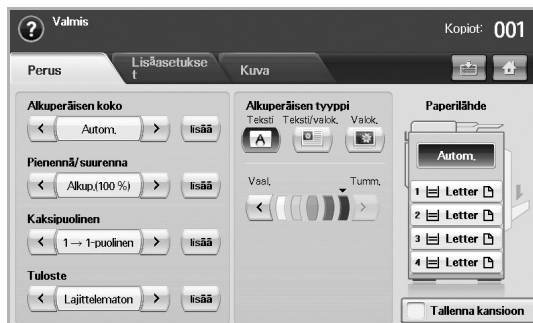 ? Valmis
Kopiot: 001
Perus
Lisäasetukse
t
Kuva
Alkuperäisen koko
< Autom. > lisää
Pienennä/suurenna
< Alkup.(100 %) > lisää
Kaksipuolinen
< 1 → 1-puolinen > lisää
Tuloste
< Lajittelematon > lisää
Alkuperäisen tyyppi
Teksti Teksti/valok. Valok.
A
Vaal. Tumm.
< >
Paperilähde
Autom.
1 Letter
2 Letter
3 Letter
4 Letter
Tallenna kansioon